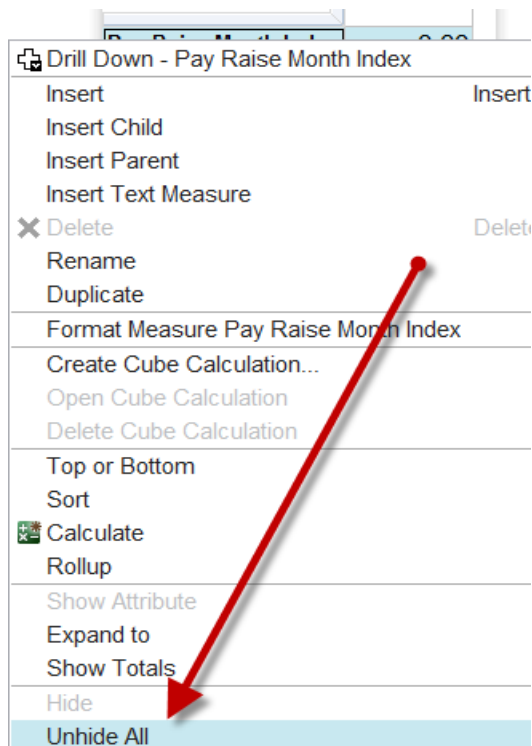 Drill Down - Pay Raise Month Index
Insert Insert
Insert Child
Insert Parent
Insert Text Measure
Delete Delete
Rename
Duplicate
Format Measure Pay Raise Month Index
Create Cube Calculation...
Open Cube Calculation
Delete Cube Calculation
Top or Bottom
Sort
Calculate
Rollup
Show Attribute
Expand to
Show Totals
Hide
Unhide All